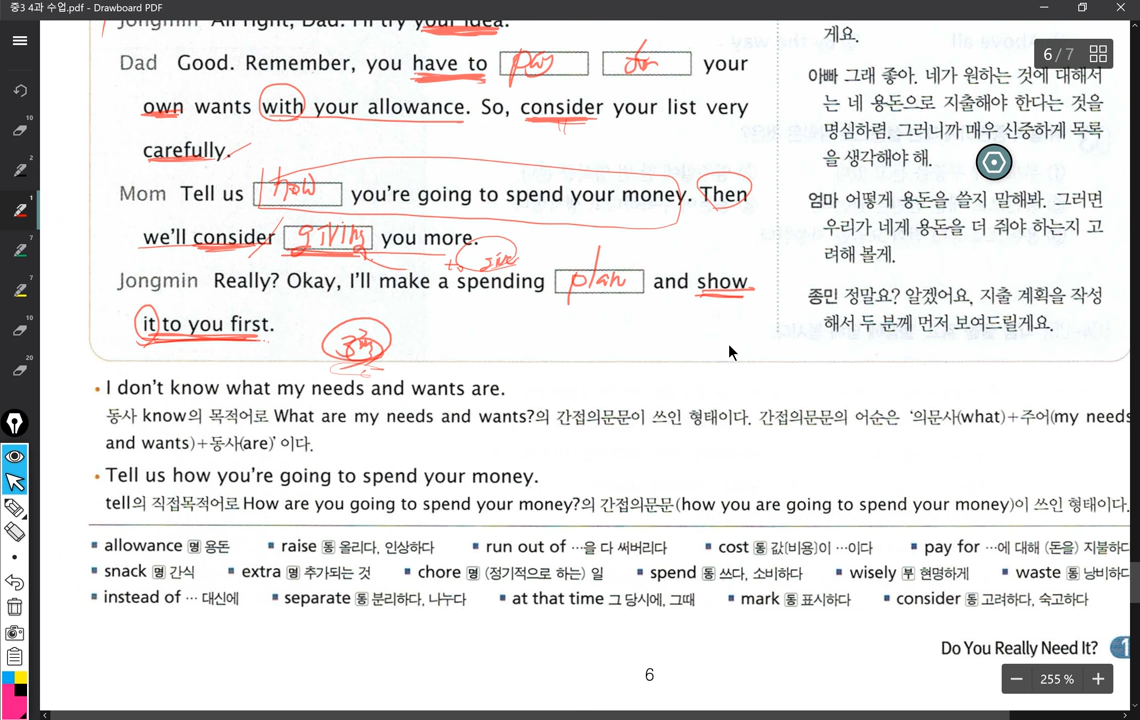 중3 4과 수업.pdf - Drawboard PDF
Jongmin All right, Dad. I'll try your idea.
Dad Good. Remember, you have to pay for your
own wants with your allowance. So, consider your list very
carefully.
Mom Tell us how you're going to spend your money. Then
we'll consider giving you more.
+ give
Jongmin Really? Okay, I'll make a spending plan and show
it to you first.
게요.
아빠 그래 좋아. 네가 원하는 것에 대해서
는 네 용돈으로 지출해야 한다는 것을
명심하렴. 그러니까 매우 신중하게 목록
을 생각해야 해.
엄마 어떻게 용돈을 쓸지 말해봐. 그러면
우리가 네게 용돈을 더 줘야 하는지 고
려해 볼게.
종민 정말요? 알겠어요, 지출 계획을 작성
해서 두 분께 먼저 보여드릴게요.
6 / 7
• I don't know what my needs and wants are.
동사 know의 목적어로 What are my needs and wants?의 간접의문문이 쓰인 형태이다. 간접의문문의 어순은 '의문사(what)+주어(my needs
and wants)+동사(are)' 이다.
• Tell us how you're going to spend your money.
tell의 직접목적어로 How are you going to spend your money?의 간접의문문(how you are going to spend your money)이 쓰인 형태이다.
▪ allowance 명 용돈 ▪ raise 동 올리다, 인상하다 ▪ run out of …을 다 써버리다 ▪ cost 동 값(비용)이 …이다 ▪ pay for …에 대해 (돈을) 지불하다
▪ snack 명 간식 ▪ extra 명 추가되는 것 ▪ chore 명 (정기적으로 하는) 일 ▪ spend 동 쓰다, 소비하다 ▪ wisely 부 현명하게 ▪ waste 동 낭비하다
▪ instead of … 대신에 ▪ separate 동 분리하다, 나누다 ▪ at that time 그 당시에, 그때 ▪ mark 동 표시하다 ▪ consider 동 고려하다, 숙고하다
Do You Really Need It? 1
6
255 %
10
2
1
7
7
10
20